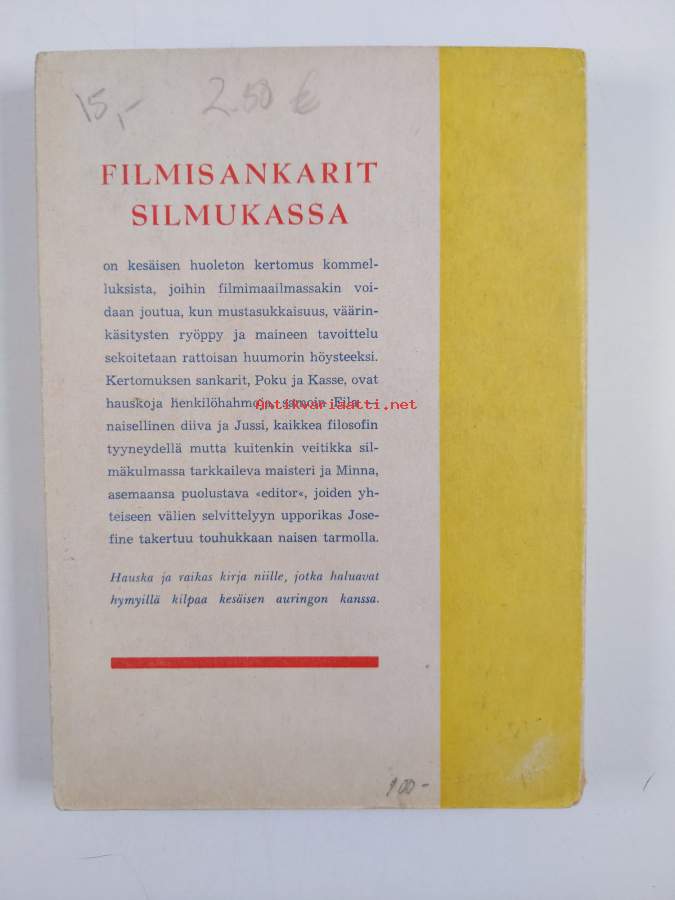 15,- 2.50 €
FILMISANKARIT
SILMUKASSA
on kesäisen huoleton kertomus kommel-
luksista, joihin filmimaailmassakin voi-
daan joutua, kun mustasukkaisuus, väärin-
käsitysten ryöppy ja maineen tavoittelu
sekoitetaan rattoisan huumorin höysteeksi.
Kertomuksen sankarit, Poku ja Kasse, ovat
hauskoja henkilöhahmoja, samoin Eila
Antikvariaatti.net
naisellinen diiva ja Jussi, kaikkea filosofin
tyyneydellä mutta kuitenkin veitikka sil-
mäkulmassa tarkkaileva maisteri ja Minna,
asemaansa puolustava «editor«, joiden yh-
teiseen välien selvittelyyn upporikas Jose-
fine takertuu touhukkaan naisen tarmolla.
Hauska ja raikas kirja niille, jotka haluavat
hymyillä kilpaa kesäisen auringon kanssa.
100-